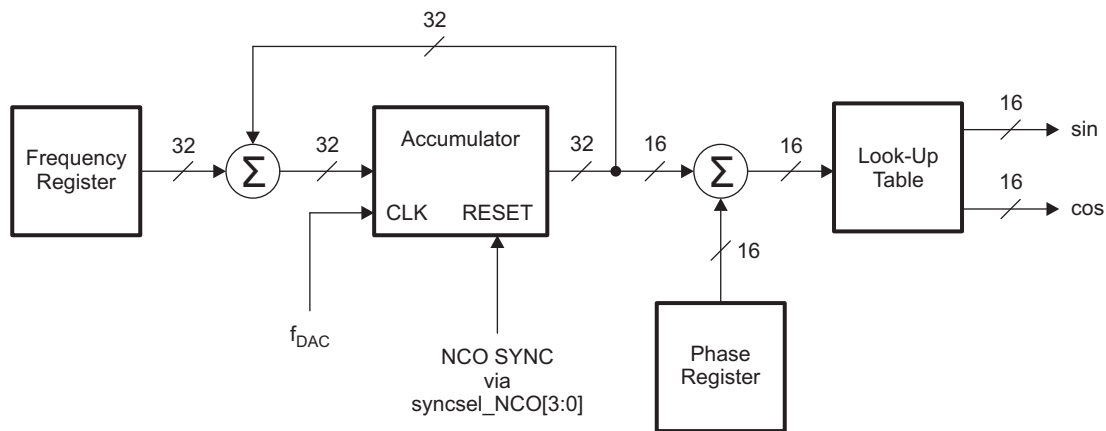 32
Frequency
Register
32
Σ
32
Accumulator
CLK
RESET
32
16
Σ
16
Look-Up
Table
16
sin
16
cos
16
f_DAC
NCO SYNC
via
syncsel_NCO[3:0]
Phase
Register